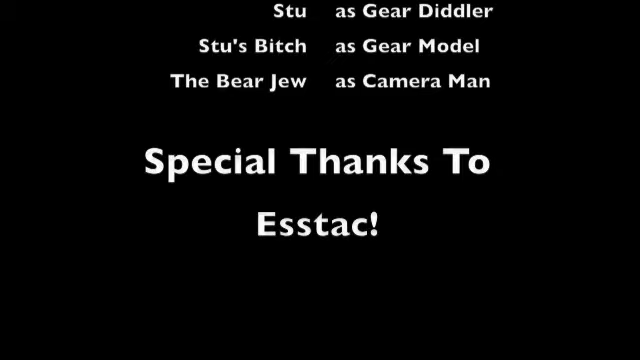 Stu as Gear Diddler
Stu's Bitch as Gear Model
The Bear Jew as Camera Man
Special Thanks To
Esstac!